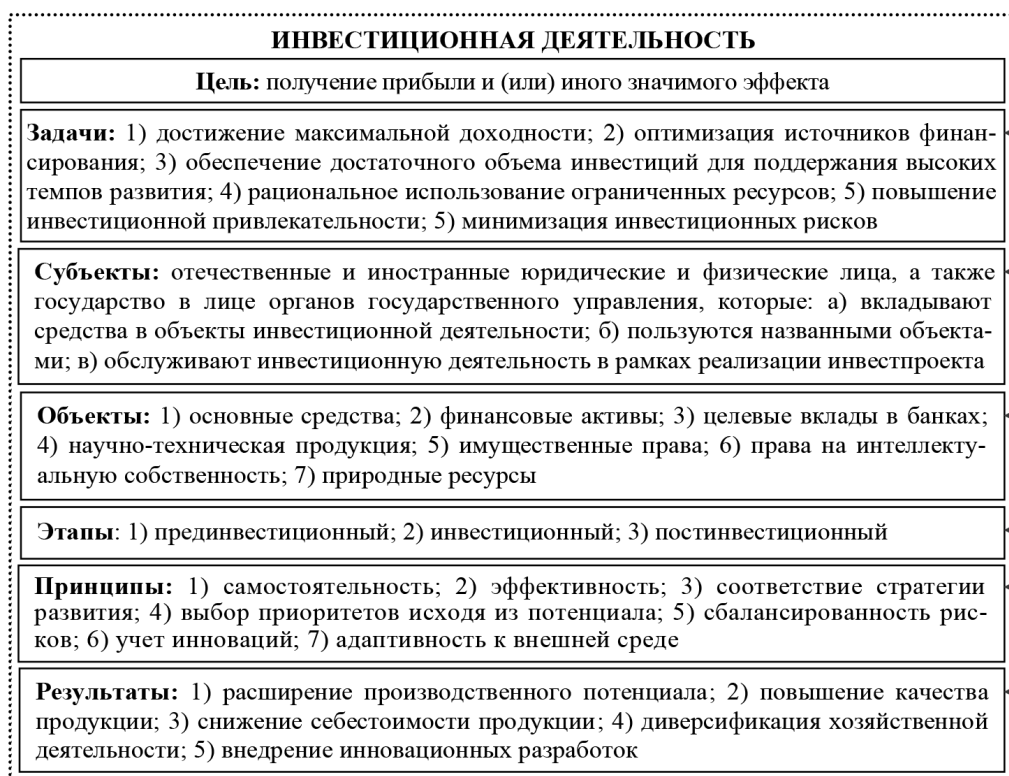 ИНВЕСТИЦИОННАЯ ДЕЯТЕЛЬНОСТЬ
Цель: получение прибыли и (или) иного значимого эффекта
Задачи: 1) достижение максимальной доходности; 2) оптимизация источников финан-
сирования; 3) обеспечение достаточного объема инвестиций для поддержания высоких
темпов развития; 4) рациональное использование ограниченных ресурсов; 5) повышение
инвестиционной привлекательности; 5) минимизация инвестиционных рисков
Субъекты: отечественные и иностранные юридические и физические лица, а также
государство в лице органов государственного управления, которые: а) вкладывают
средства в объекты инвестиционной деятельности; б) пользуются названными объекта-
ми; в) обслуживают инвестиционную деятельность в рамках реализации инвестпроекта
Объекты: 1) основные средства; 2) финансовые активы; 3) целевые вклады в банках;
4) научно-техническая продукция; 5) имущественные права; 6) права на интеллекту-
альную собственность; 7) природные ресурсы
Этапы: 1) прединвестиционный; 2) инвестиционный; 3) постинвестиционный
Принципы: 1) самостоятельность; 2) эффективность; 3) соответствие стратегии
развития; 4) выбор приоритетов исходя из потенциала; 5) сбалансированность рис-
ков; 6) учет инноваций; 7) адаптивность к внешней среде
Результаты: 1) расширение производственного потенциала; 2) повышение качества
продукции; 3) снижение себестоимости продукции; 4) диверсификация хозяйственной
деятельности; 5) внедрение инновационных разработок